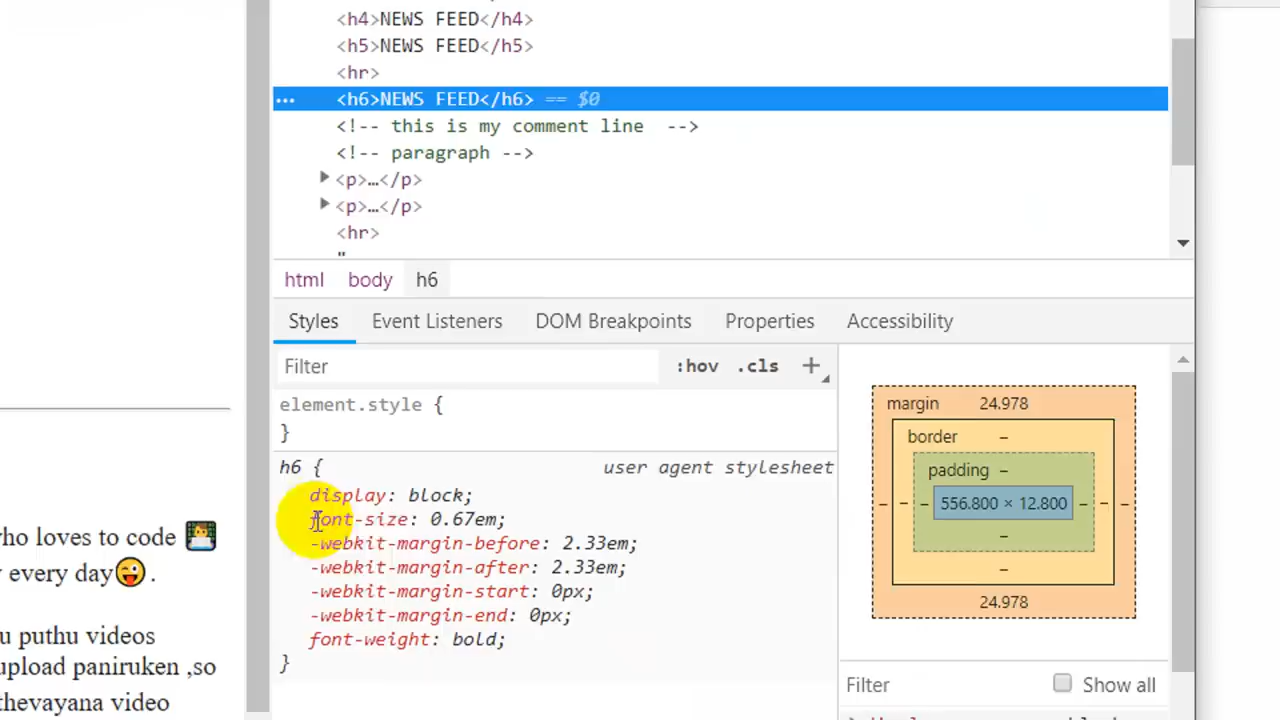 <h4>NEWS FEED</h4>
<h5>NEWS FEED</h5>
<hr>
... <h6>NEWS FEED</h6> == $0
<!-- this is my comment line -->
<!-- paragraph -->
<p>…</p>
<p>…</p>
<hr>
"
html body h6
Styles Event Listeners DOM Breakpoints Properties Accessibility
Filter :hov .cls +
element.style {
}
h6 { user agent stylesheet
display: block;
font-size: 0.67em;
-webkit-margin-before: 2.33em;
-webkit-margin-after: 2.33em;
-webkit-margin-start: 0px;
-webkit-margin-end: 0px;
font-weight: bold;
}
margin 24.978
border –
padding –
– – – 556.800 × 12.800 – – –
–
–
24.978
Filter Show all
who loves to code
every day😜.
puthu videos
upload paniruken ,so
thevayana video